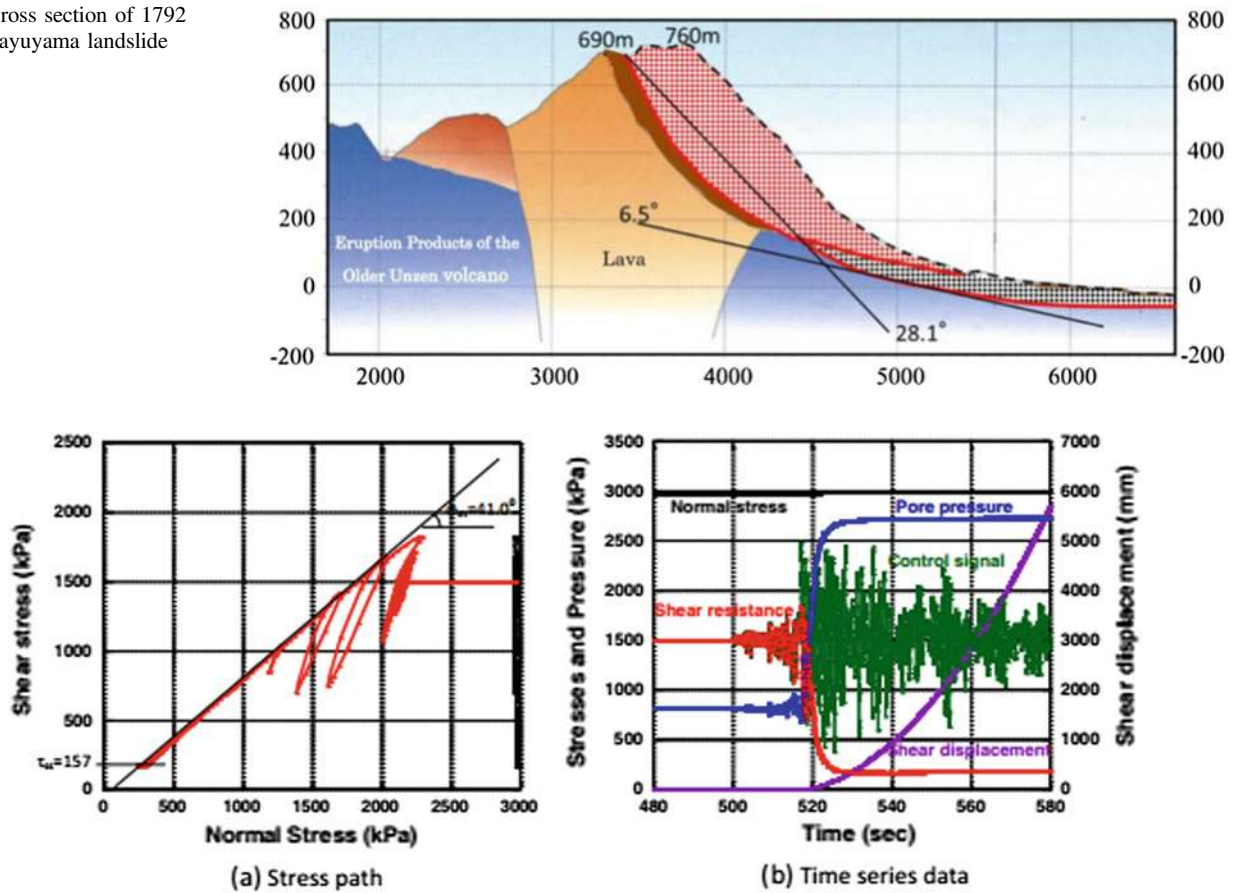 ross section of 1792
ayuyama landslide
800
600
400
200
0
-200
800
600
400
200
0
-200
690m
760m
6.5°
28.1°
Eruption Products of the
Older Unzen volcano
Lava
2000 3000 4000 5000 6000
Shear stress (kPa)
2500
2000
1500
1000
500
0
=41.0°
=157
0 500 1000 1500 2000 2500 3000
Normal Stress (kPa)
(a) Stress path
Stresses and Pressure (kPa)
3500
3000
2500
2000
1500
1000
500
0
Normal stress
Pore pressure
Control signal
Shear resistance
Shear displacement
7000
6000
5000
4000
3000
2000
1000
0
Shear displacement (mm)
480 500 520 540 560 580
Time (sec)
(b) Time series data